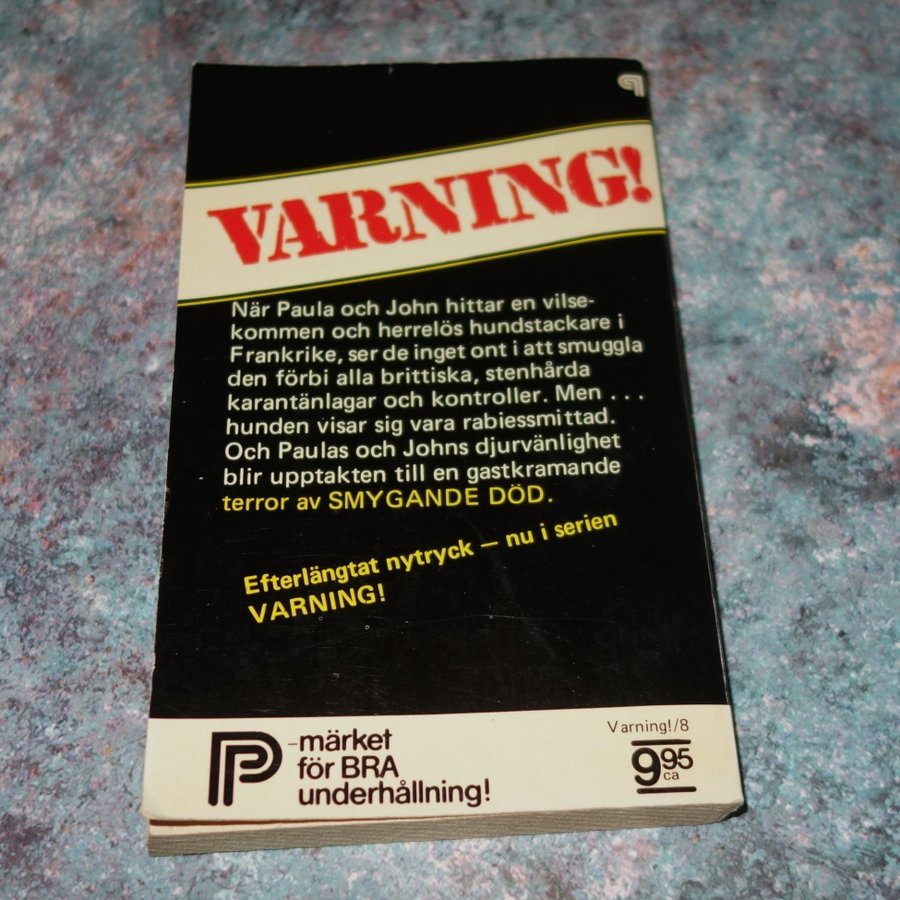 VARNING!
När Paula och John hittar en vilse-
kommen och herrelös hundstackare i
Frankrike, ser de inget ont i att smuggla
den förbi alla brittiska, stenhårda
karantänlagar och kontroller. Men ...
hunden visar sig vara rabiessmittad.
Och Paulas och Johns djurvänlighet
blir upptakten till en gastkramande
terror av SMYGANDE DÖD.
Efterlängtat nytryck – nu i serien
VARNING!
P -märket
för BRA
underhållning!
Varning!/8
9.95
ca